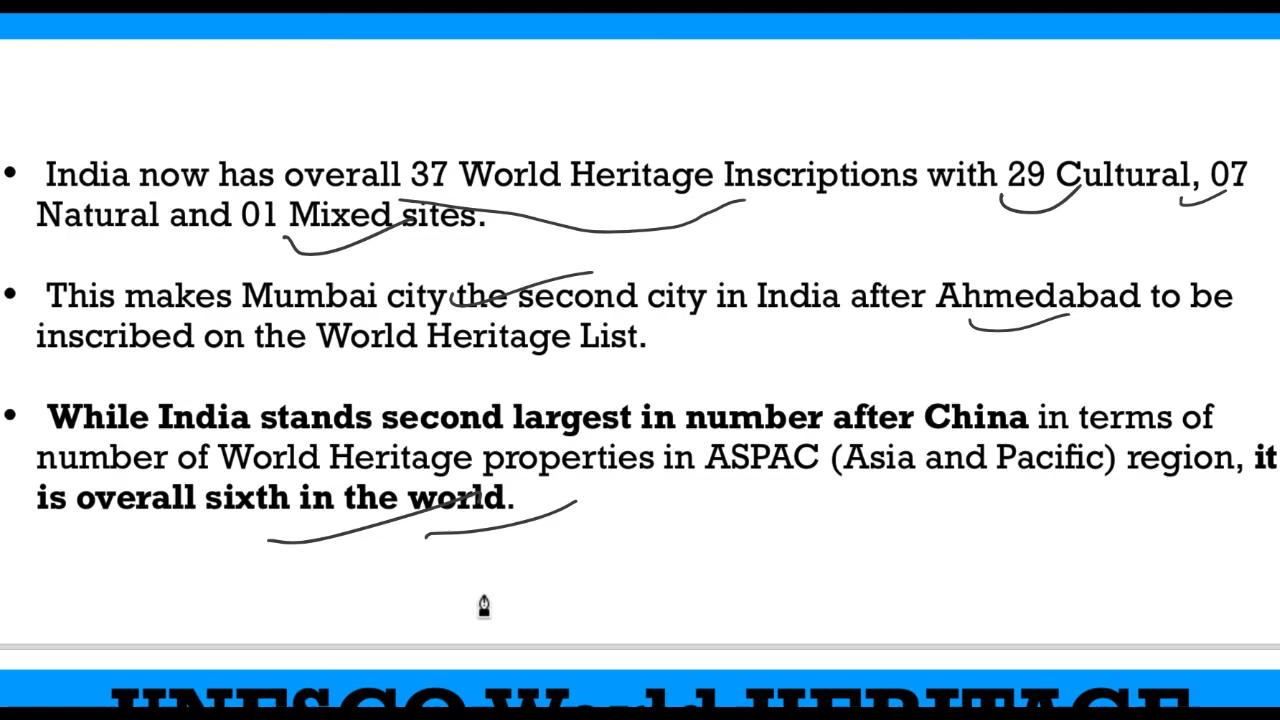 • India now has overall 37 World Heritage Inscriptions with 29 Cultural, 07
Natural and 01 Mixed sites.
• This makes Mumbai city the second city in India after Ahmedabad to be
inscribed on the World Heritage List.
• While India stands second largest in number after China in terms of
number of World Heritage properties in ASPAC (Asia and Pacific) region, it
is overall sixth in the world.
UNESCO World HERITAGE